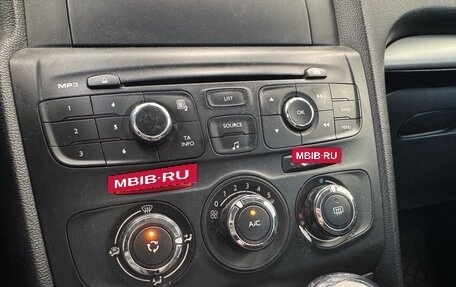 MP3
1 4
2 5
3 6
TA
INFO
LIST
SOURCE
OK
MENU
MBIB-RU
MBIB-RU
0 1 2 3 4 5
A/C